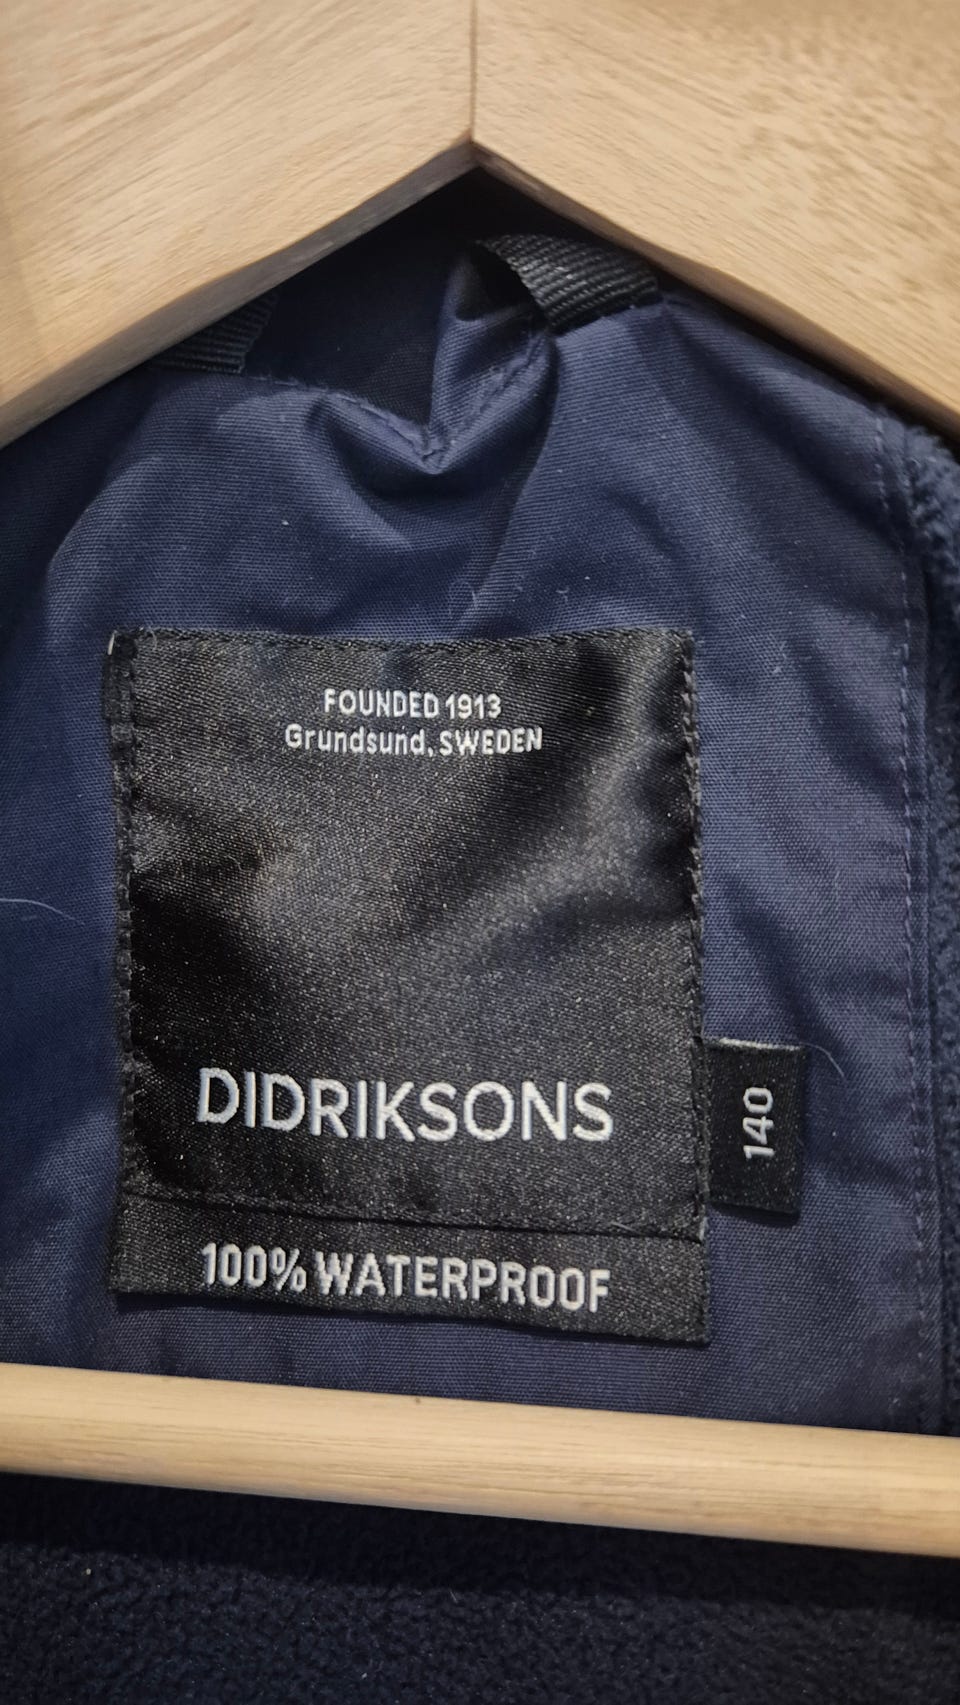 FOUNDED 1913
Grundsund, SWEDEN
DIDRIKSONS
140
100% WATERPROOF